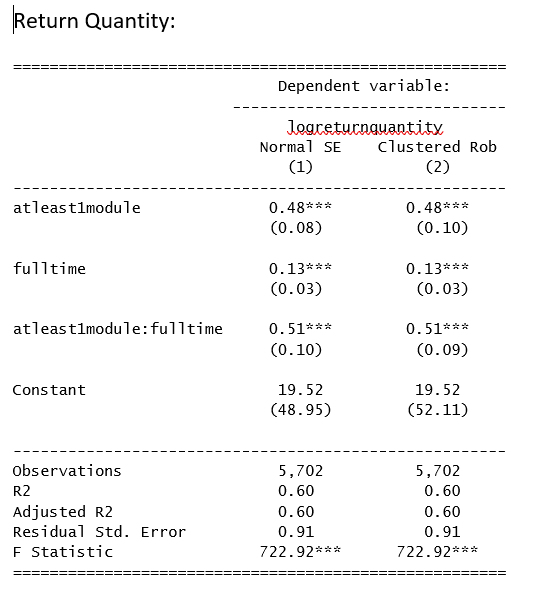 Return Quantity:
=====================================================
Dependent variable:
-----------------------------
logreturnquantity
Normal SE Clustered Rob
(1) (2)
-----------------------------------------------------
atleast1module 0.48*** 0.48***
(0.08) (0.10)
fulltime 0.13*** 0.13***
(0.03) (0.03)
atleast1module:fulltime 0.51*** 0.51***
(0.10) (0.09)
Constant 19.52 19.52
(48.95) (52.11)
-----------------------------------------------------
Observations 5,702 5,702
R2 0.60 0.60
Adjusted R2 0.60 0.60
Residual Std. Error 0.91 0.91
F Statistic 722.92*** 722.92***
=====================================================